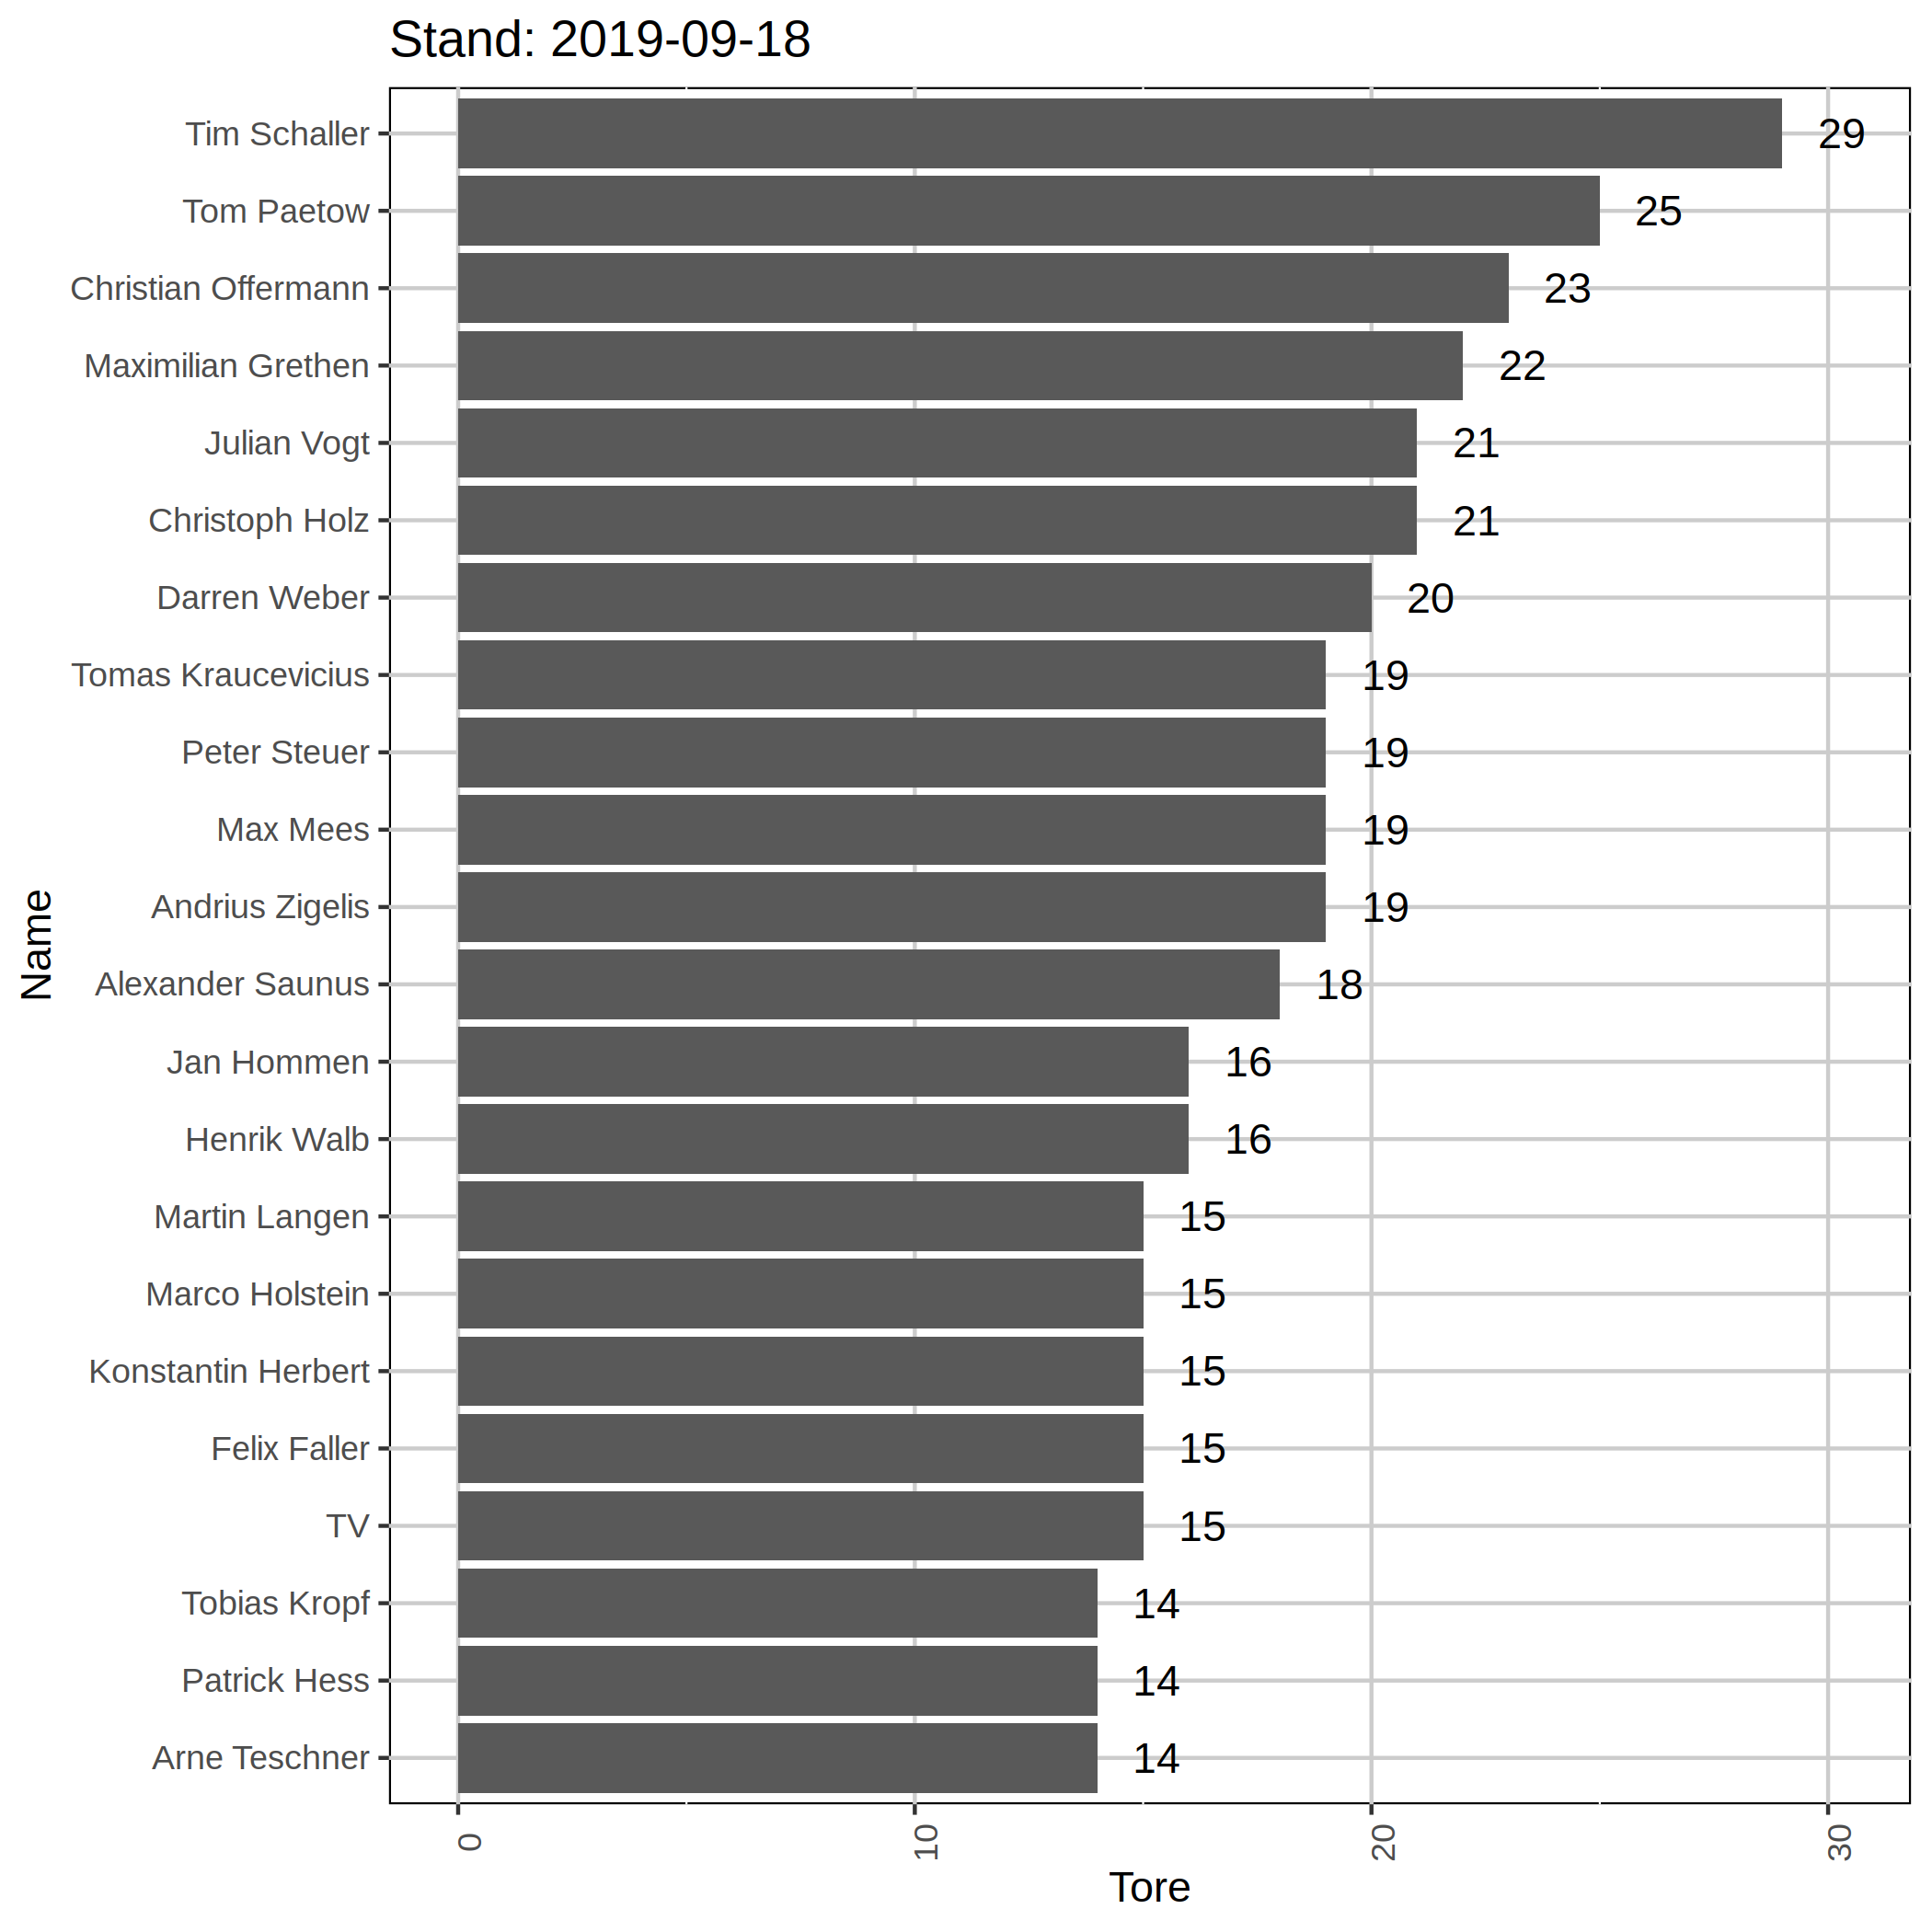 Stand: 2019-09-18
Tim Schaller 29
Tom Paetow 25
Christian Offermann 23
Maximilian Grethen 22
Julian Vogt 21
Christoph Holz 21
Darren Weber 20
Tomas Kraucevicius 19
Peter Steuer 19
Max Mees 19
Andrius Zigelis 19
Alexander Saunus 18
Jan Hommen 16
Henrik Walb 16
Martin Langen 15
Marco Holstein 15
Konstantin Herbert 15
Felix Faller 15
TV 15
Tobias Kropf 14
Patrick Hess 14
Arne Teschner 14
Name
0 10 20 30
Tore